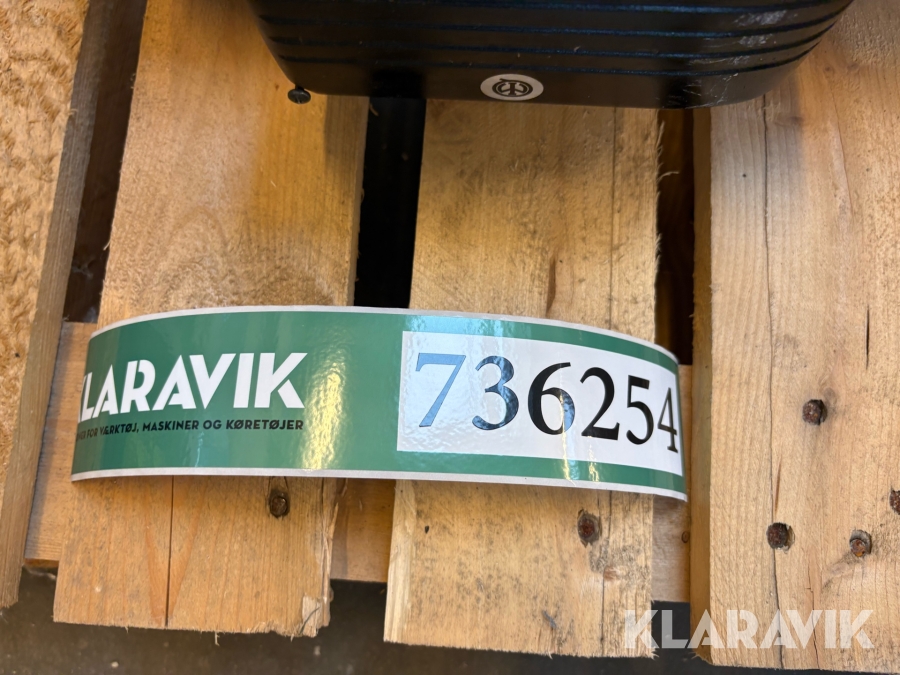 KLARAVIK
FOR VÆRKTØJ, MASKINER OG KØRETØJER
736254
KLARAVIK